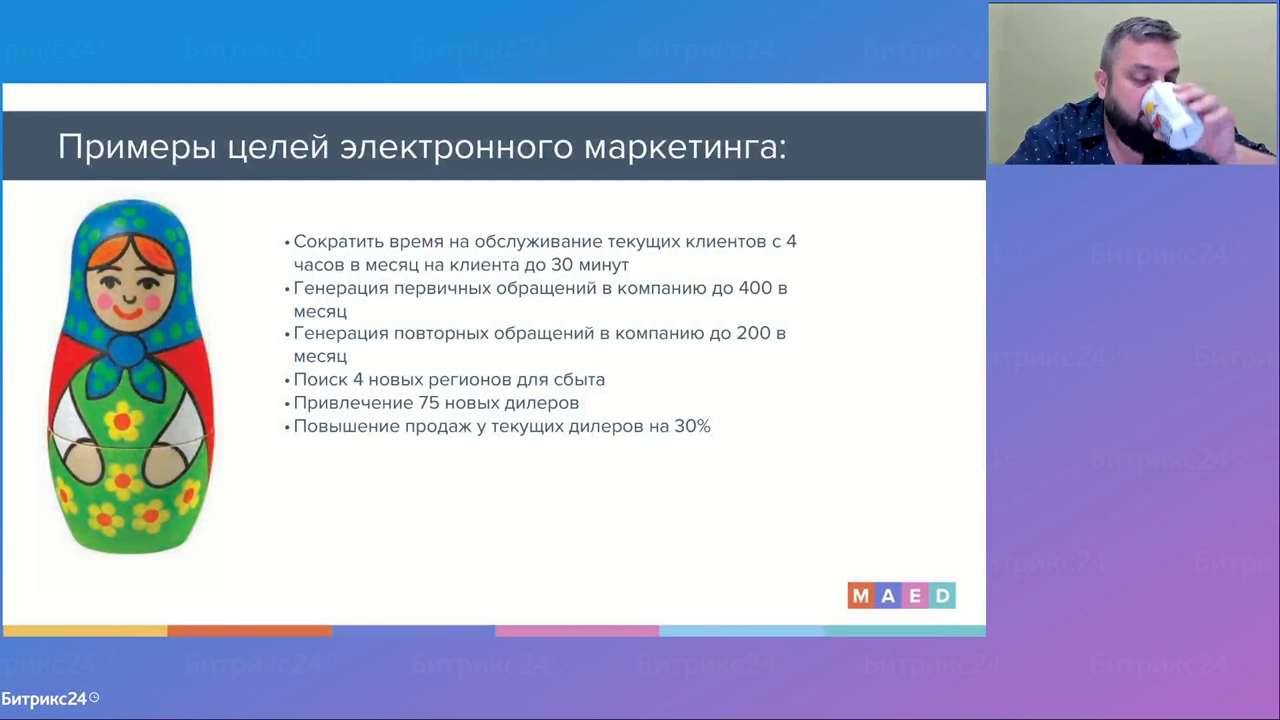 Примеры целей электронного маркетинга:
• Сократить время на обслуживание текущих клиентов с 4
часов в месяц на клиента до 30 минут
• Генерация первичных обращений в компанию до 400 в
месяц
• Генерация повторных обращений в компанию до 200 в
месяц
• Поиск 4 новых регионов для сбыта
• Привлечение 75 новых дилеров
• Повышение продаж у текущих дилеров на 30%
MAED
Битрикс24